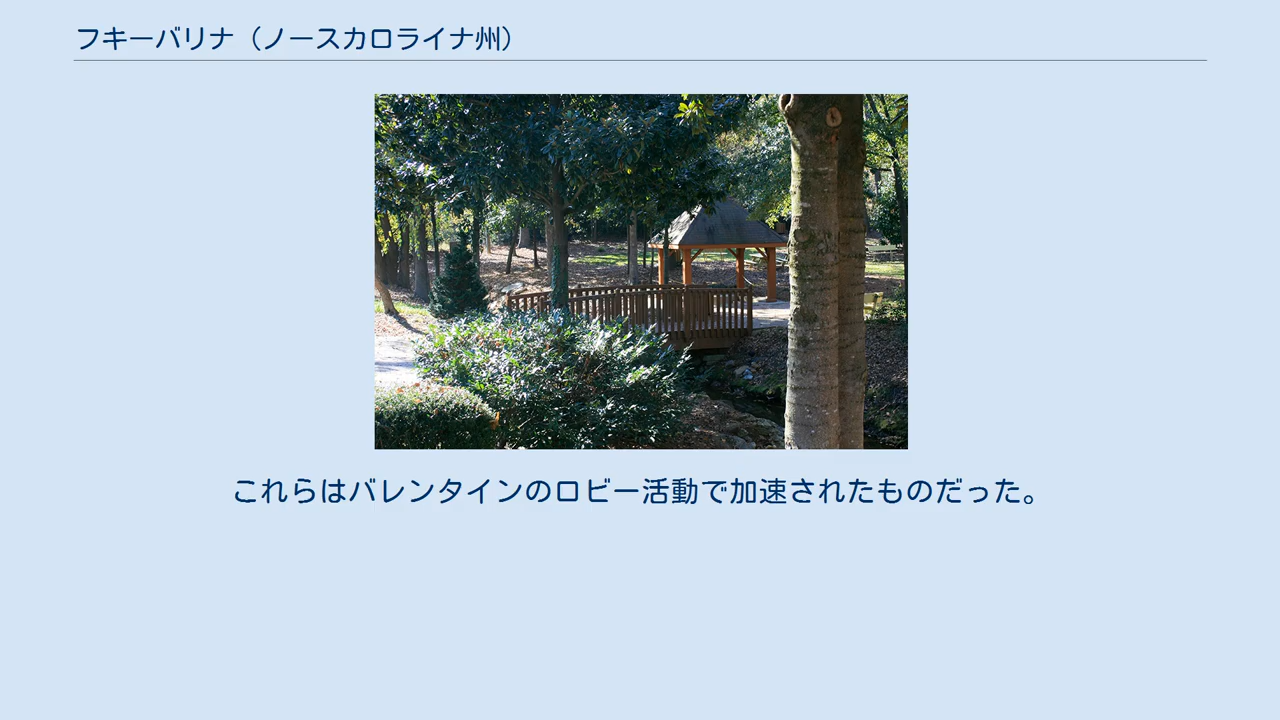 フキーバリナ（ノースカロライナ州）
これらはバレンタインのロビー活動で加速されたものだった。